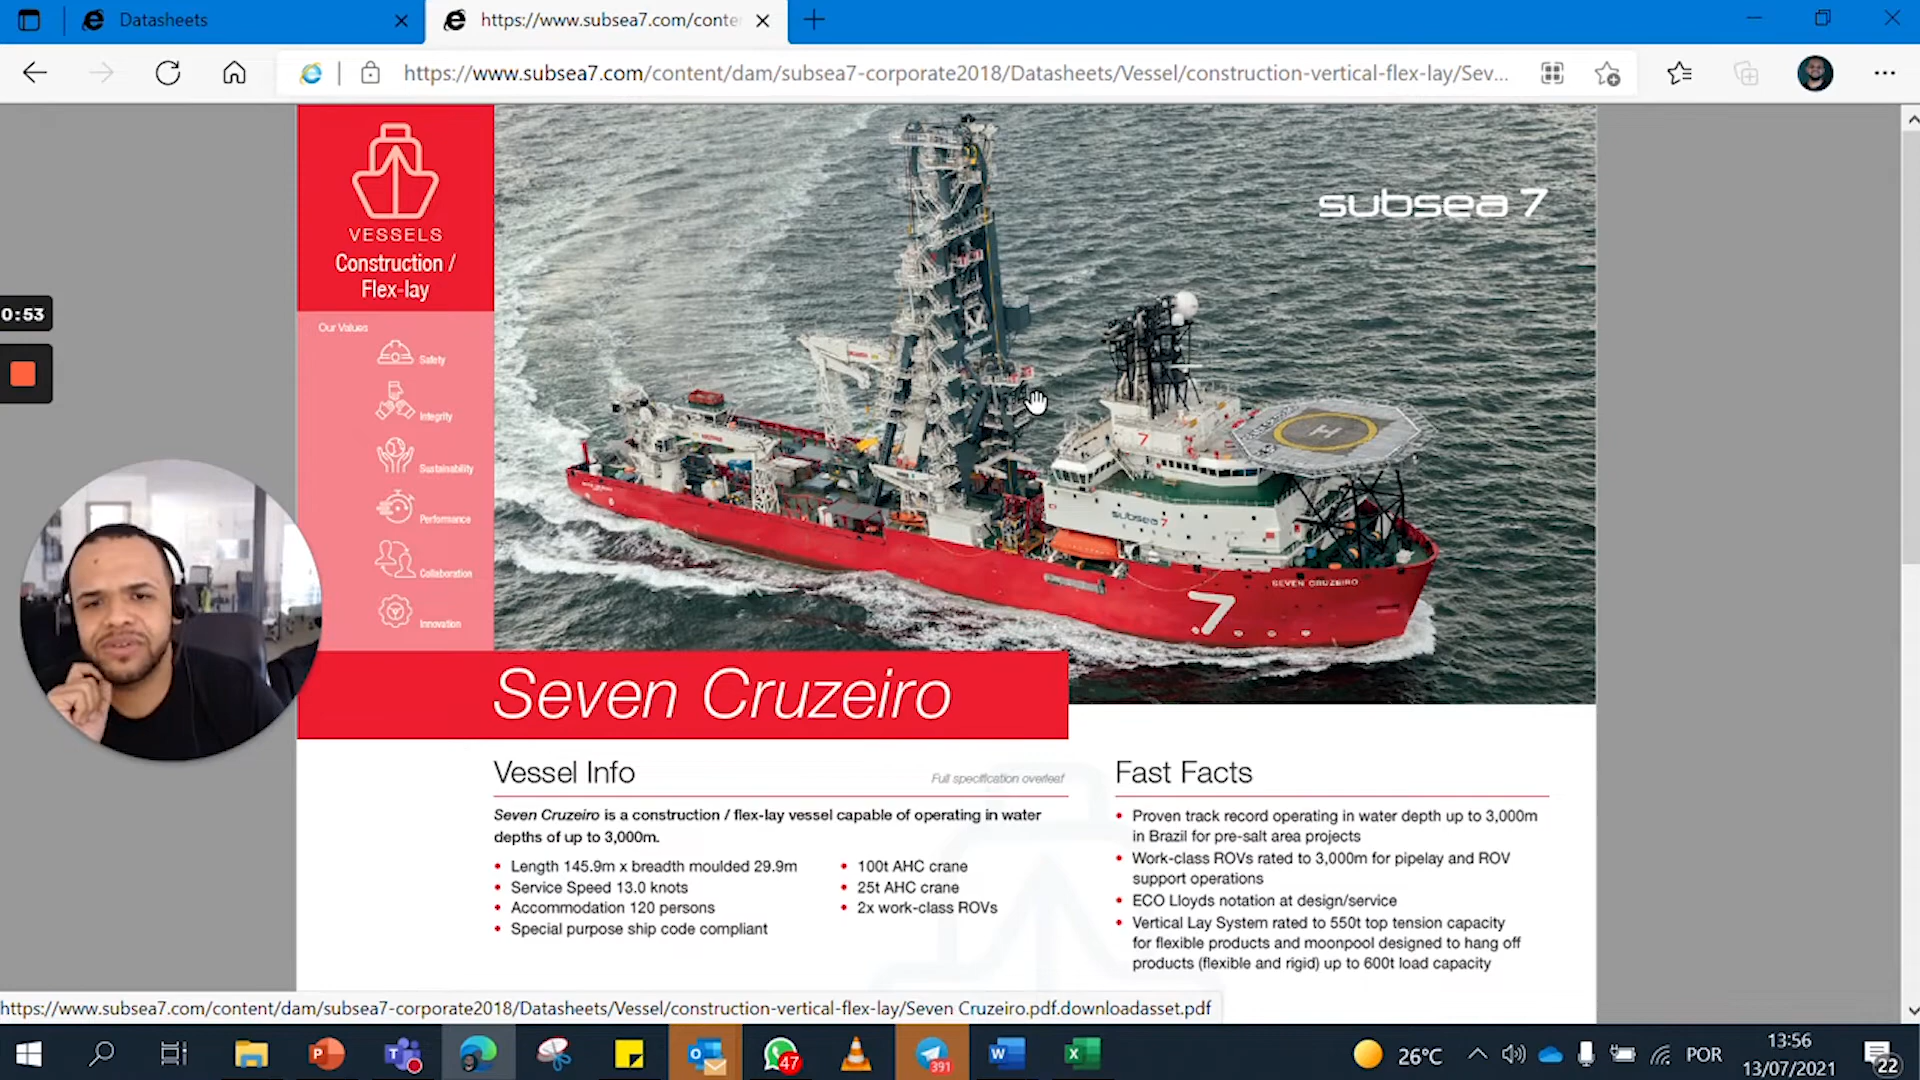 Datasheets
https://www.subsea7.com/conte
https://www.subsea7.com/content/dam/subsea7-corporate2018/Datasheets/Vessel/construction-vertical-flex-lay/Sev...
VESSELS
Construction /
Flex-lay
subsea 7
0:53
Our Values
Safety
Integrity
Sustainability
Performance
Collaboration
Innovation
H
7
subsea 7
SEVEN CRUZEIRO
7
Seven Cruzeiro
Vessel Info
Full specification overleaf
Seven Cruzeiro is a construction / flex-lay vessel capable of operating in water
depths of up to 3,000m.
• Length 145.9m x breadth moulded 29.9m
• Service Speed 13.0 knots
• Accommodation 120 persons
• Special purpose ship code compliant
• 100t AHC crane
• 25t AHC crane
• 2x work-class ROVs
Fast Facts
• Proven track record operating in water depth up to 3,000m
in Brazil for pre-salt area projects
• Work-class ROVs rated to 3,000m for pipelay and ROV
support operations
• ECO Lloyds notation at design/service
• Vertical Lay System rated to 550t top tension capacity
for flexible products and moonpool designed to hang off
products (flexible and rigid) up to 600t load capacity
https://www.subsea7.com/content/dam/subsea7-corporate2018/Datasheets/Vessel/construction-vertical-flex-lay/Seven Cruzeiro.pdf.downloadasset.pdf
47
391
26°C
POR
13:56
13/07/2021
22